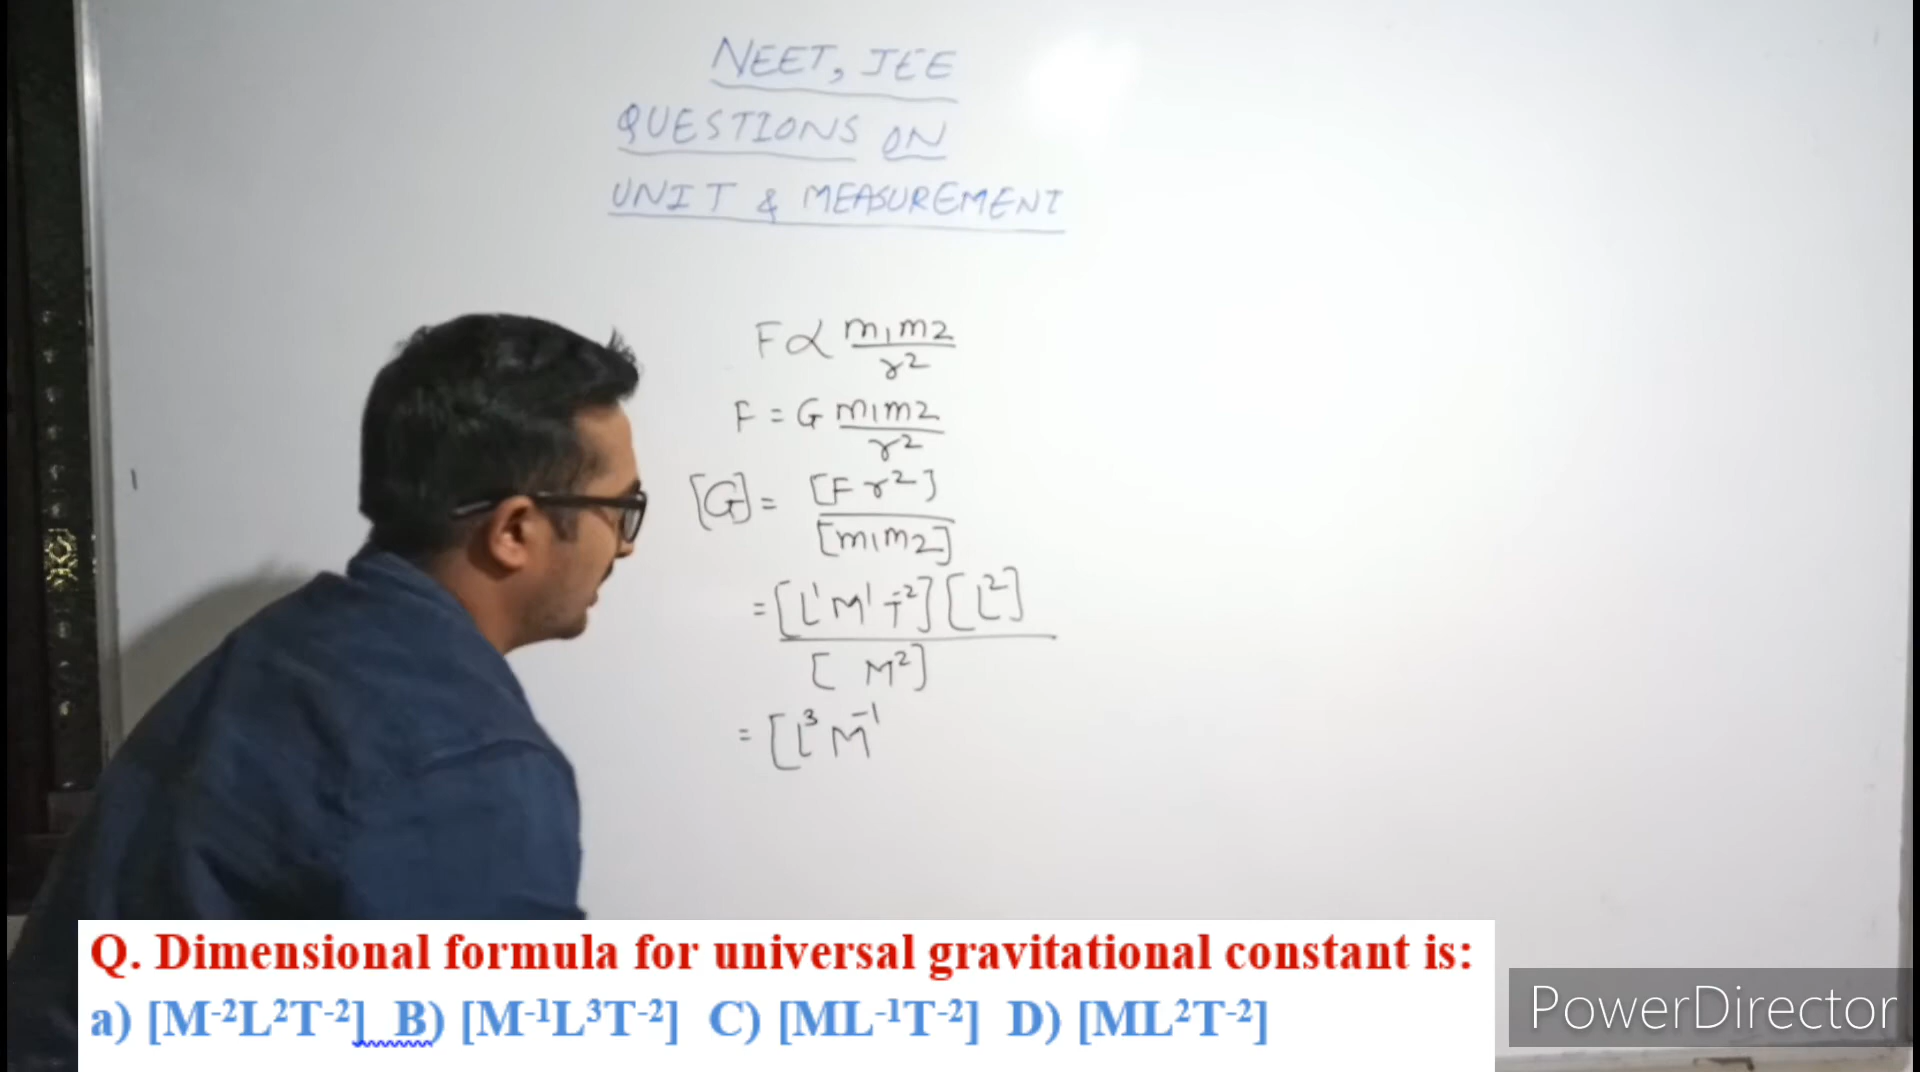 NEET, JEE
QUESTIONS ON
UNIT & MEASUREMENT
F ∝ m1m2/r²
F = G m1m2/r²
[G] = [F r²]/[m1m2]
= [L¹M¹T⁻²][L²]/[M²]
= [L³M⁻¹
Q. Dimensional formula for universal gravitational constant is:
a) [M⁻²L²T⁻²] B) [M⁻¹L³T⁻²] C) [ML⁻¹T⁻²] D) [ML²T⁻²]
PowerDirector